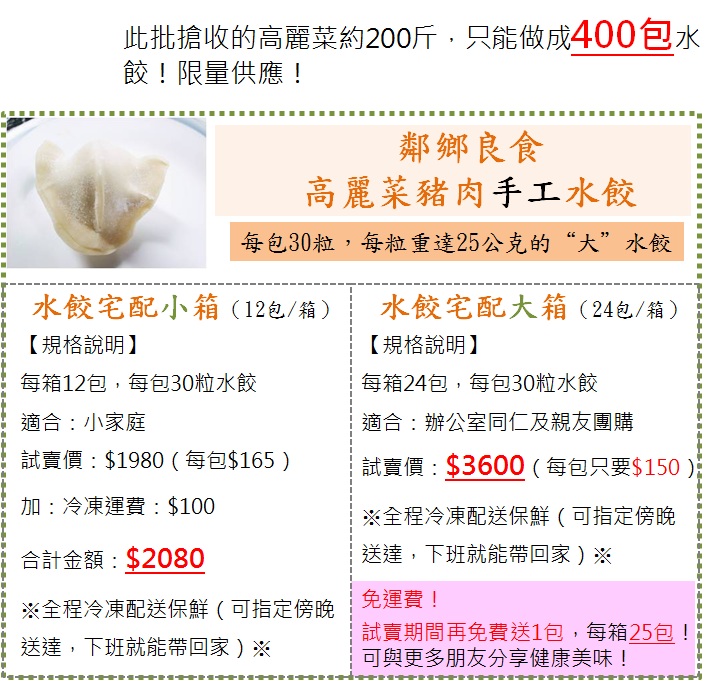 此批搶收的高麗菜約200斤，只能做成400包水
餃！限量供應！
鄰鄉良食
高麗菜豬肉手工水餃
每包30粒，每粒重達25公克的“大”水餃
水餃宅配小箱（12包/箱）
【規格說明】
每箱12包，每包30粒水餃
適合：小家庭
試賣價：$1980（每包$165）
加：冷凍運費：$100
合計金額：$2080
※全程冷凍配送保鮮（可指定傍晚
送達，下班就能帶回家）※
水餃宅配大箱（24包/箱）
【規格說明】
每箱24包，每包30粒水餃
適合：辦公室同仁及親友團購
試賣價：$3600（每包只要$150）
※全程冷凍配送保鮮（可指定傍晚
送達，下班就能帶回家）※
免運費！
試賣期間再免費送1包，每箱25包！
可與更多朋友分享健康美味！